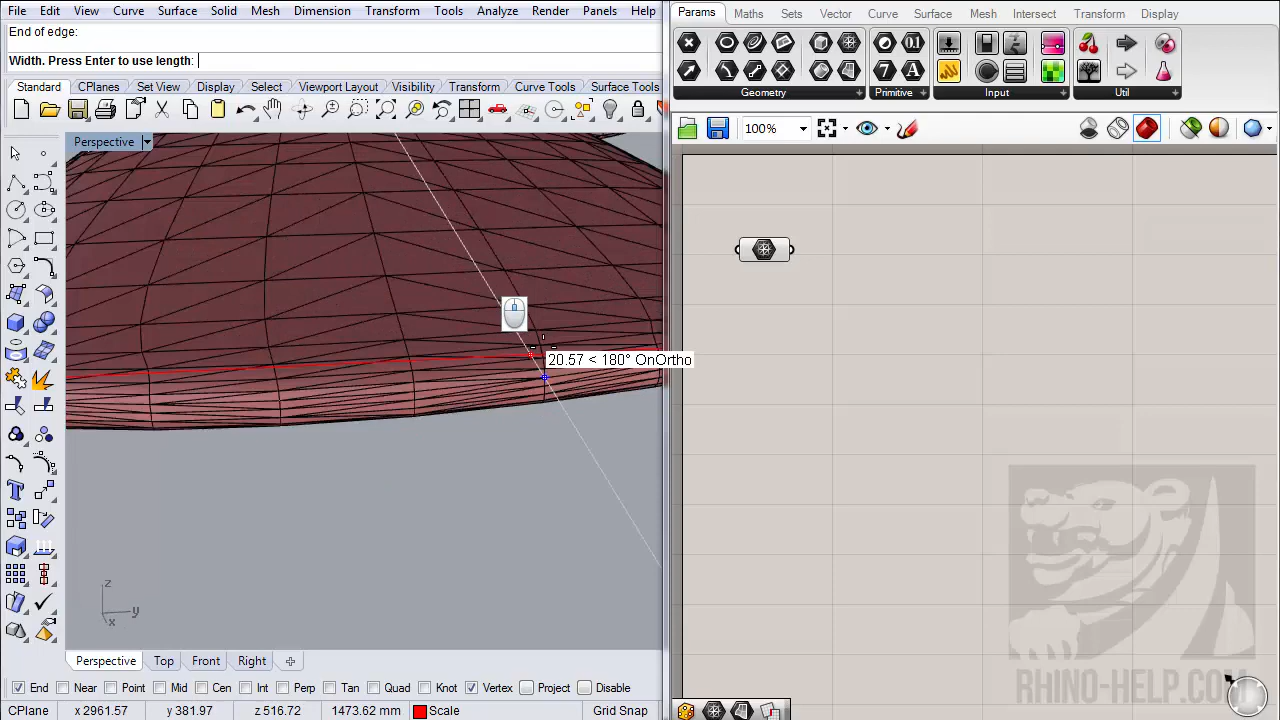 File Edit View Curve Surface Solid Mesh Dimension Transform Tools Analyze Render Panels Help
End of edge:
Width. Press Enter to use length:
Standard CPlanes Set View Display Select Viewport Layout Visibility Transform Curve Tools Surface Tools
Perspective
20.57 < 180° OnOrtho
z
y
x
Perspective Top Front Right
End Near Point Mid Cen Int Perp Tan Quad Knot Vertex Project Disable
CPlane x 2961.57 y 381.97 z 516.72 1473.62 mm Scale Grid Snap
Params Maths Sets Vector Curve Surface Mesh Intersect Transform Display
Geometry Primitive Input Util
100%
RHINO-HELP.COM